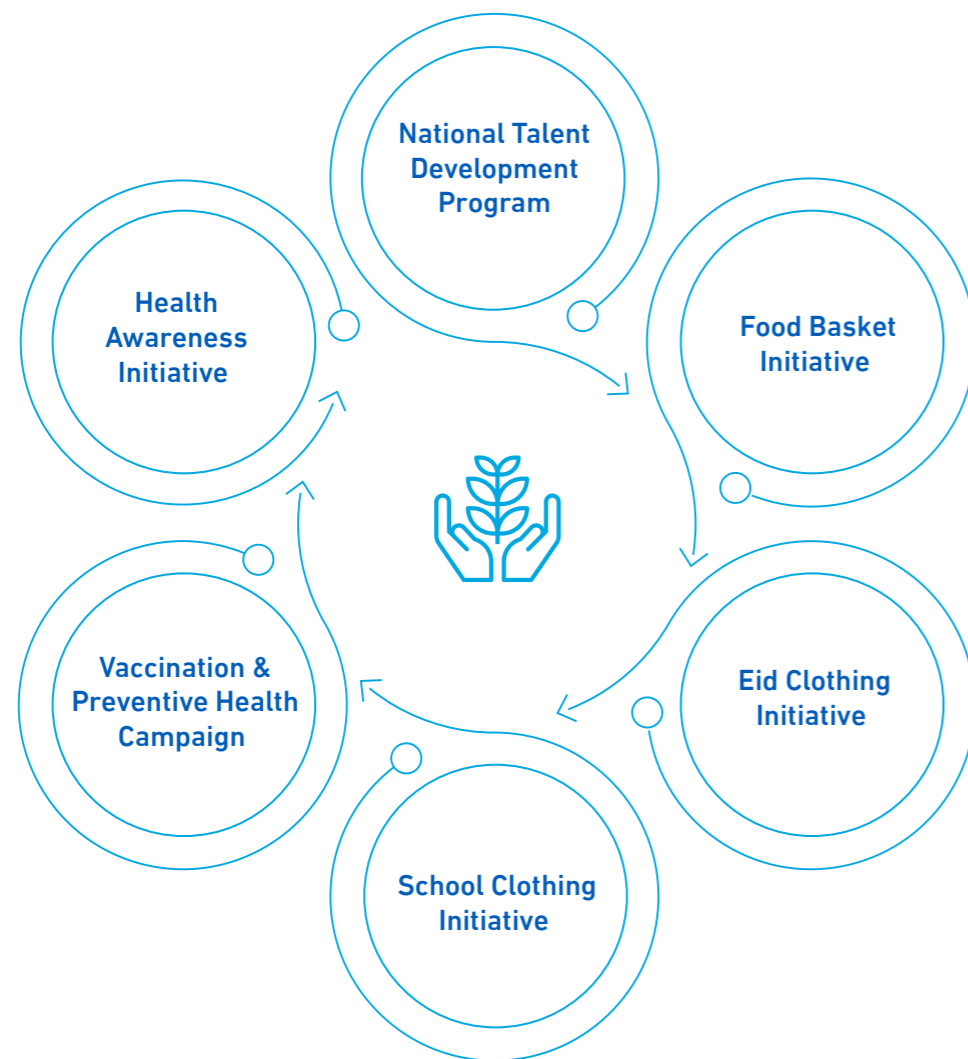 National Talent
Development
Program
Food Basket
Initiative
Eid Clothing
Initiative
School Clothing
Initiative
Vaccination &
Preventive Health
Campaign
Health
Awareness
Initiative